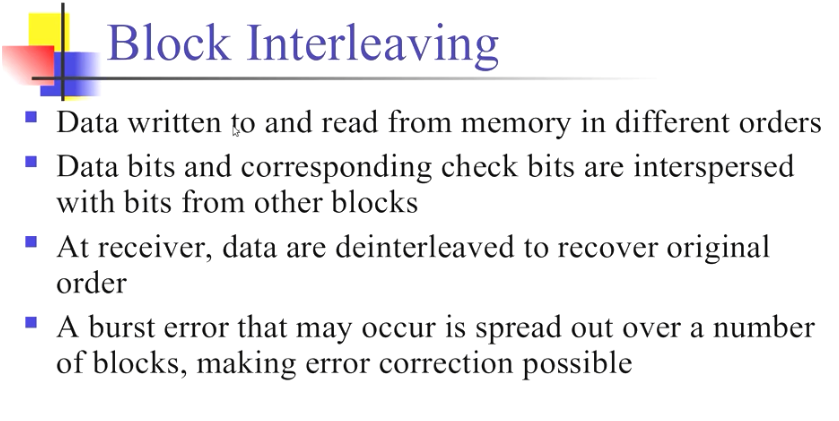 Block Interleaving
Data written to and read from memory in different orders
Data bits and corresponding check bits are interspersed
with bits from other blocks
At receiver, data are deinterleaved to recover original
order
A burst error that may occur is spread out over a number
of blocks, making error correction possible